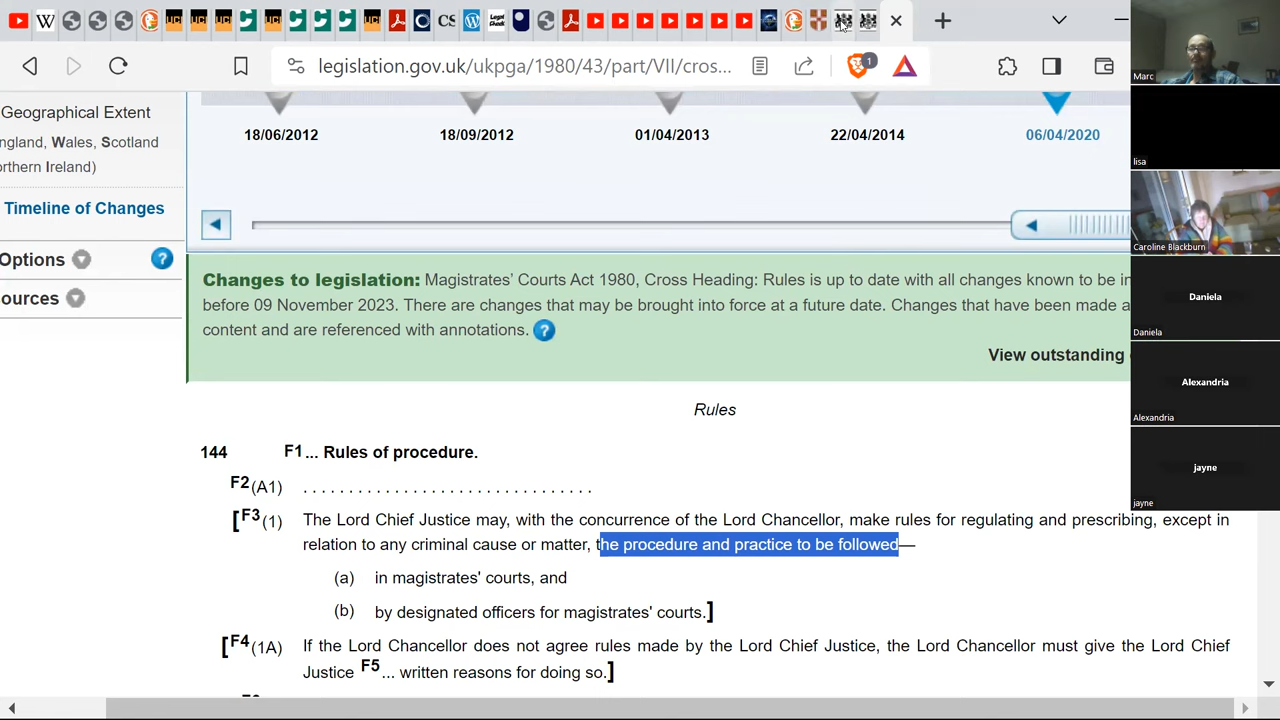 legislation.gov.uk/ukpga/1980/43/part/VII/cros...
1
Geographical Extent
ngland, Wales, Scotland
rthern Ireland)
Timeline of Changes
Options
?
ources
18/06/2012
18/09/2012
01/04/2013
22/04/2014
06/04/2020
Changes to legislation: Magistrates' Courts Act 1980, Cross Heading: Rules is up to date with all changes known to be in
before 09 November 2023. There are changes that may be brought into force at a future date. Changes that have been made a
content and are referenced with annotations. ?
View outstanding
Rules
144 F1... Rules of procedure.
F2(A1) . . . . . . . . . . . . . . . . . . . . . . . . . . . . . . .
[F3(1) The Lord Chief Justice may, with the concurrence of the Lord Chancellor, make rules for regulating and prescribing, except in
relation to any criminal cause or matter, the procedure and practice to be followed—
(a) in magistrates' courts, and
(b) by designated officers for magistrates' courts.]
[F4(1A) If the Lord Chancellor does not agree rules made by the Lord Chief Justice, the Lord Chancellor must give the Lord Chief
Justice F5... written reasons for doing so.]
Marc
lisa
Caroline Blackburn
Daniela
Daniela
Alexandria
Alexandria
jayne
jayne
W
UCI
UCI
UCI
UCI
CS